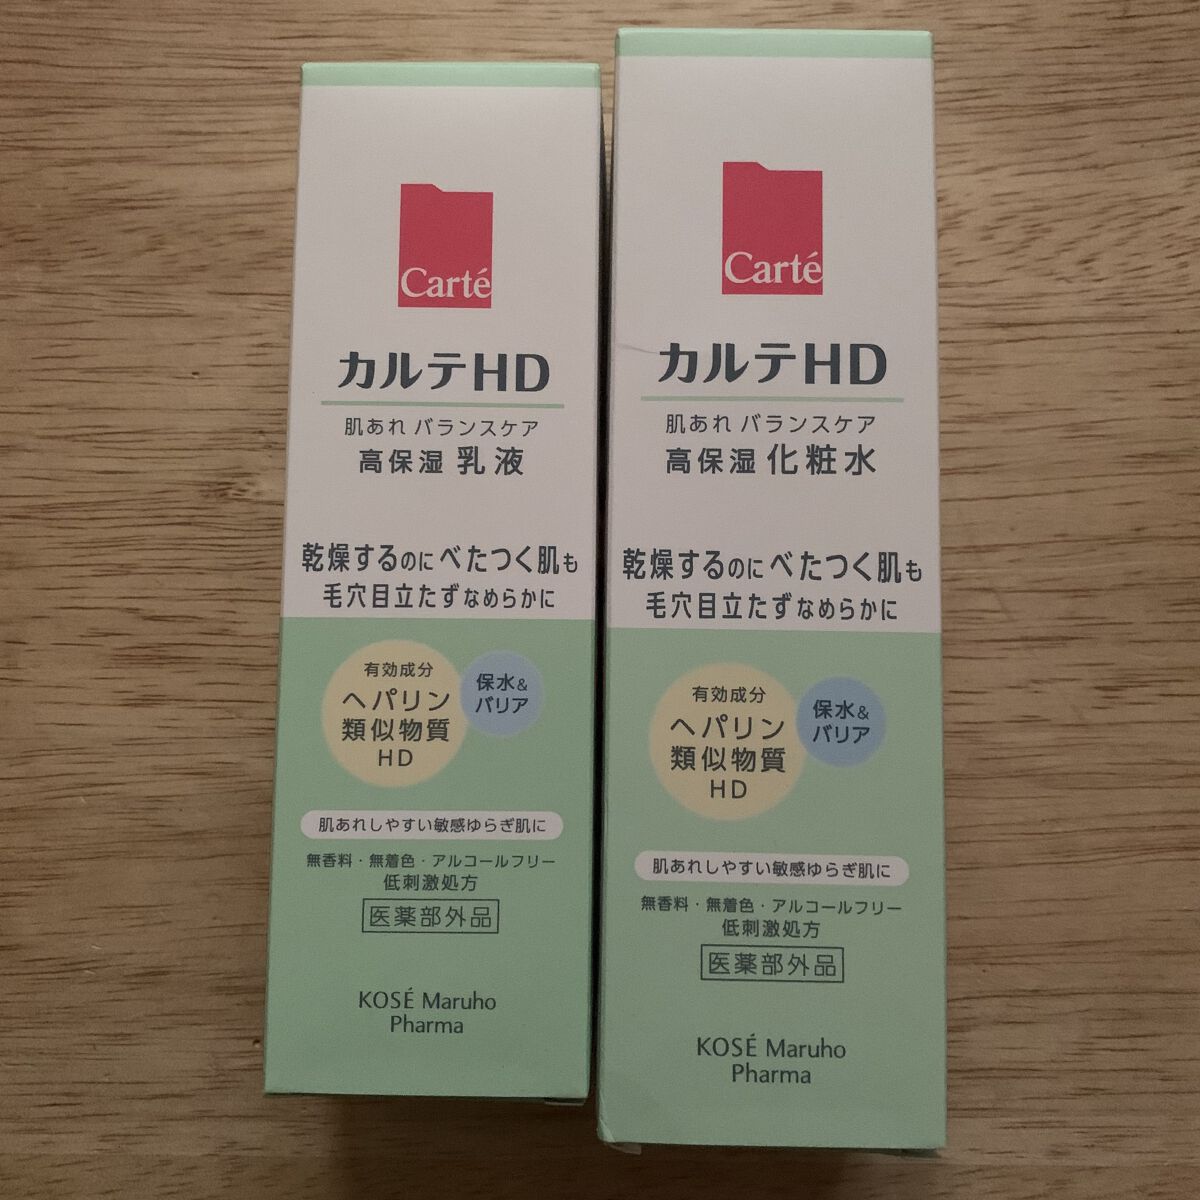 Carté
カルテHD
肌あれ バランスケア
高保湿 乳液
乾燥するのにべたつく肌も
毛穴目立たずなめらかに
有効成分
ヘパリン
類似物質
HD
保水&
バリア
肌あれしやすい敏感ゆらぎ肌に
無香料・無着色・アルコールフリー
低刺激処方
医薬部外品
KOSÉ Maruho
Pharma
Carté
カルテHD
肌あれ バランスケア
高保湿 化粧水
乾燥するのにべたつく肌も
毛穴目立たずなめらかに
有効成分
ヘパリン
類似物質
HD
保水&
バリア
肌あれしやすい敏感ゆらぎ肌に
無香料・無着色・アルコールフリー
低刺激処方
医薬部外品
KOSÉ Maruho
Pharma